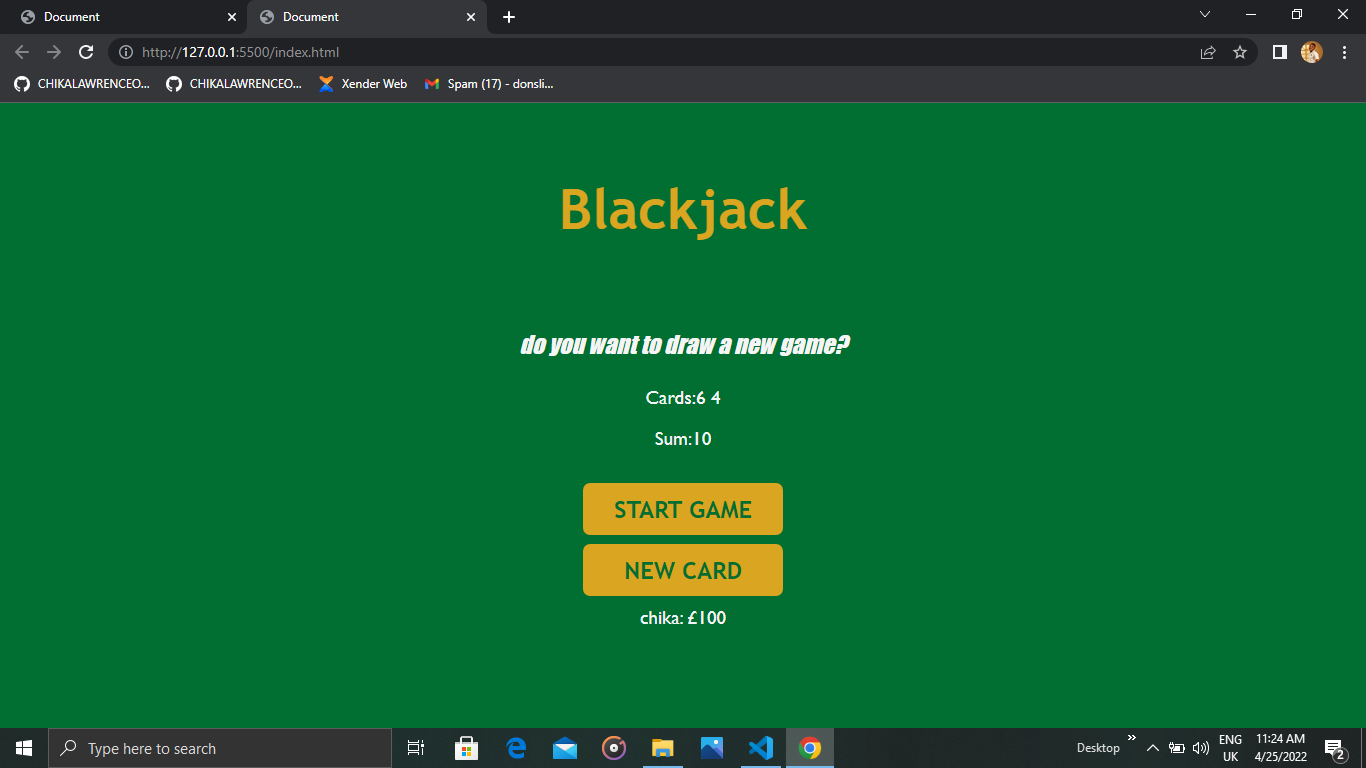 Document
Document
http://127.0.0.1:5500/index.html
CHIKALAWRENCEO...
CHIKALAWRENCEO...
Xender Web
Spam (17) - donsli...
Blackjack
do you want to draw a new game?
Cards:6 4
Sum:10
START GAME
NEW CARD
chika: £100
Type here to search
Desktop
ENG
UK
11:24 AM
4/25/2022
2